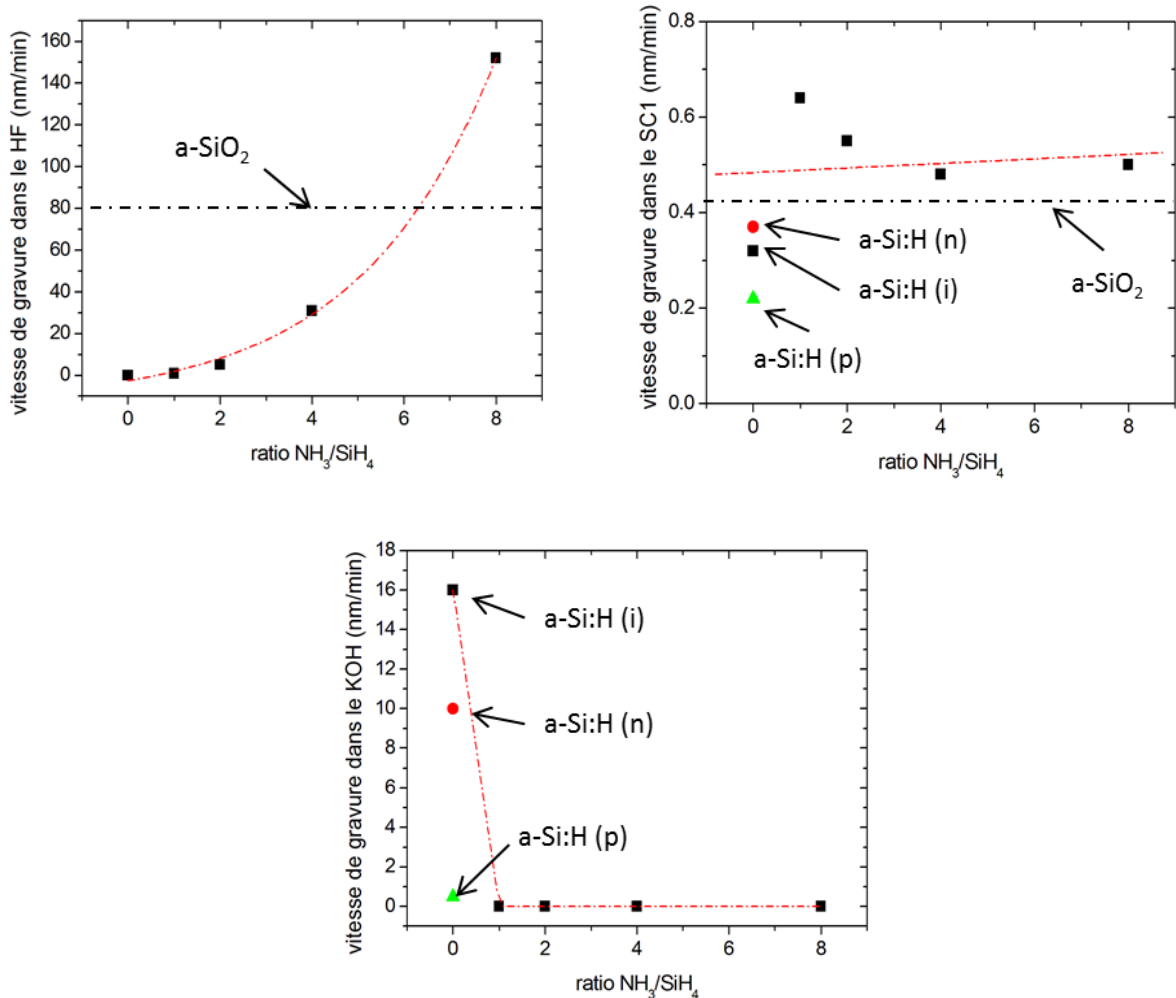 vitesse de gravure dans le HF (nm/min)
160
140
120
100
80
60
40
20
0
a-SiO₂
0 2 4 6 8
ratio NH₃/SiH₄
vitesse de gravure dans le SC1 (nm/min)
0.8
0.6
0.4
0.2
0.0
a-Si:H (n)
a-Si:H (i)
a-SiO₂
a-Si:H (p)
0 2 4 6 8
ratio NH₃/SiH₄
vitesse de gravure dans le KOH (nm/min)
18
16
14
12
10
8
6
4
2
0
a-Si:H (i)
a-Si:H (n)
a-Si:H (p)
0 2 4 6 8
ratio NH₃/SiH₄